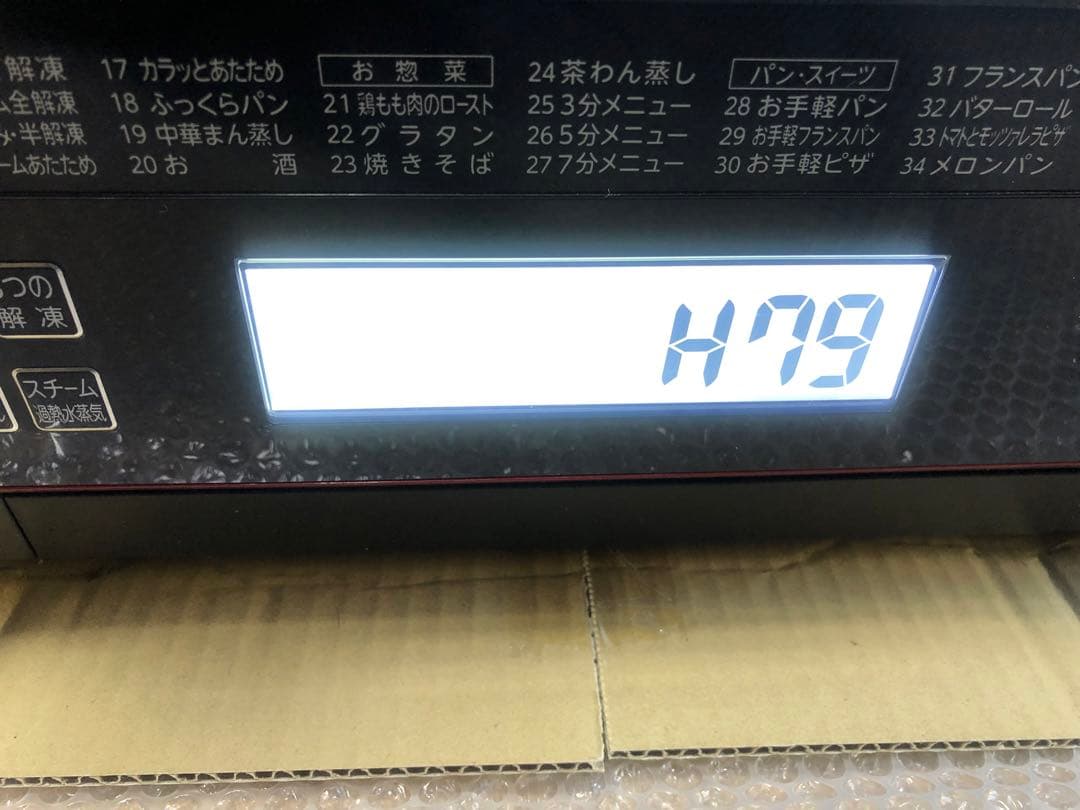 解凍 17 カラッとあたため お惣菜 24 茶わん蒸し パン・スイーツ 31 フランスパン
ム全解凍 18 ふっくらパン 21 鶏もも肉のロースト 25 3分メニュー 28 お手軽パン 32 バターロール
み・半解凍 19 中華まん蒸し 22 グラタン 26 5分メニュー 29 お手軽フランスパン 33 トマトとモッツァレラピザ
ームあたため 20 お酒 23 焼きそば 27 7分メニュー 30 お手軽ピザ 34 メロンパン
つの
解凍
H79
スチーム
過熱水蒸気